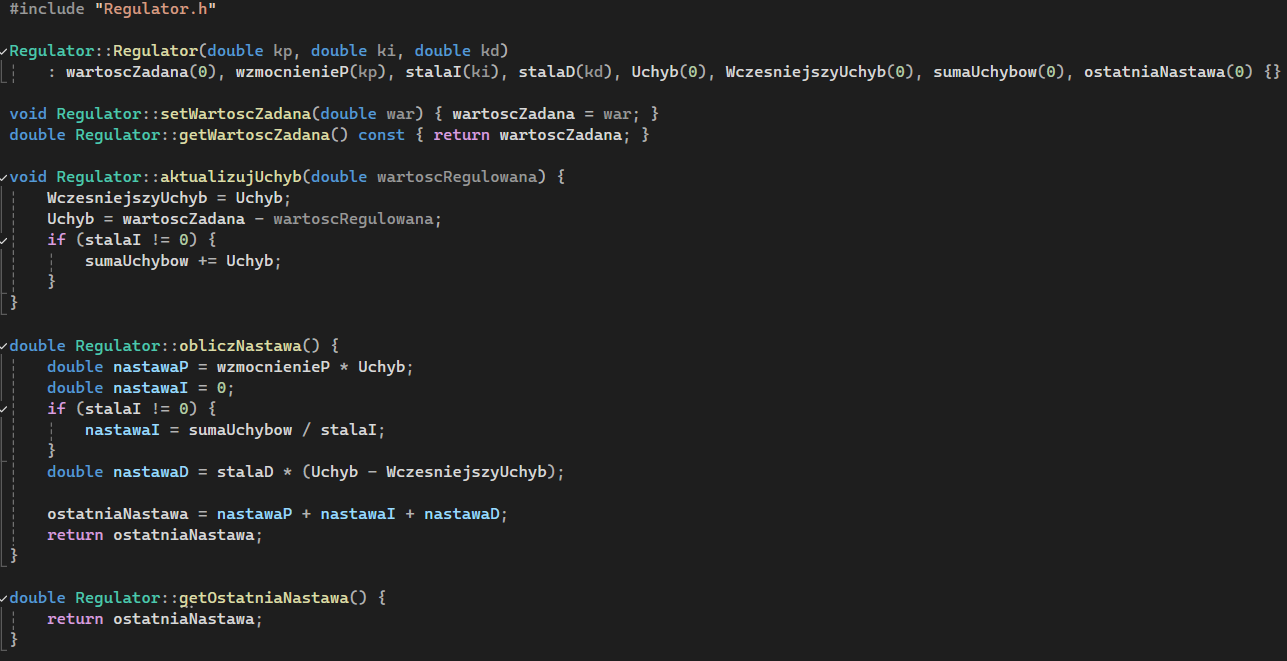 #include "Regulator.h"
Regulator::Regulator(double kp, double ki, double kd)
: wartoscZadana(0), wzmocnienieP(kp), stalaI(ki), stalaD(kd), Uchyb(0), WczesniejszyUchyb(0), sumaUchybow(0), ostatniaNastawa(0) {}
void Regulator::setWartoscZadana(double war) { wartoscZadana = war; }
double Regulator::getWartoscZadana() const { return wartoscZadana; }
void Regulator::aktualizujUchyb(double wartoscRegulowana) {
WczesniejszyUchyb = Uchyb;
Uchyb = wartoscZadana - wartoscRegulowana;
if (stalaI != 0) {
sumaUchybow += Uchyb;
}
}
double Regulator::obliczNastawa() {
double nastawaP = wzmocnienieP * Uchyb;
double nastawaI = 0;
if (stalaI != 0) {
nastawaI = sumaUchybow / stalaI;
}
double nastawaD = stalaD * (Uchyb - WczesniejszyUchyb);
ostatniaNastawa = nastawaP + nastawaI + nastawaD;
return ostatniaNastawa;
}
double Regulator::getOstatniaNastawa() {
return ostatniaNastawa;
}